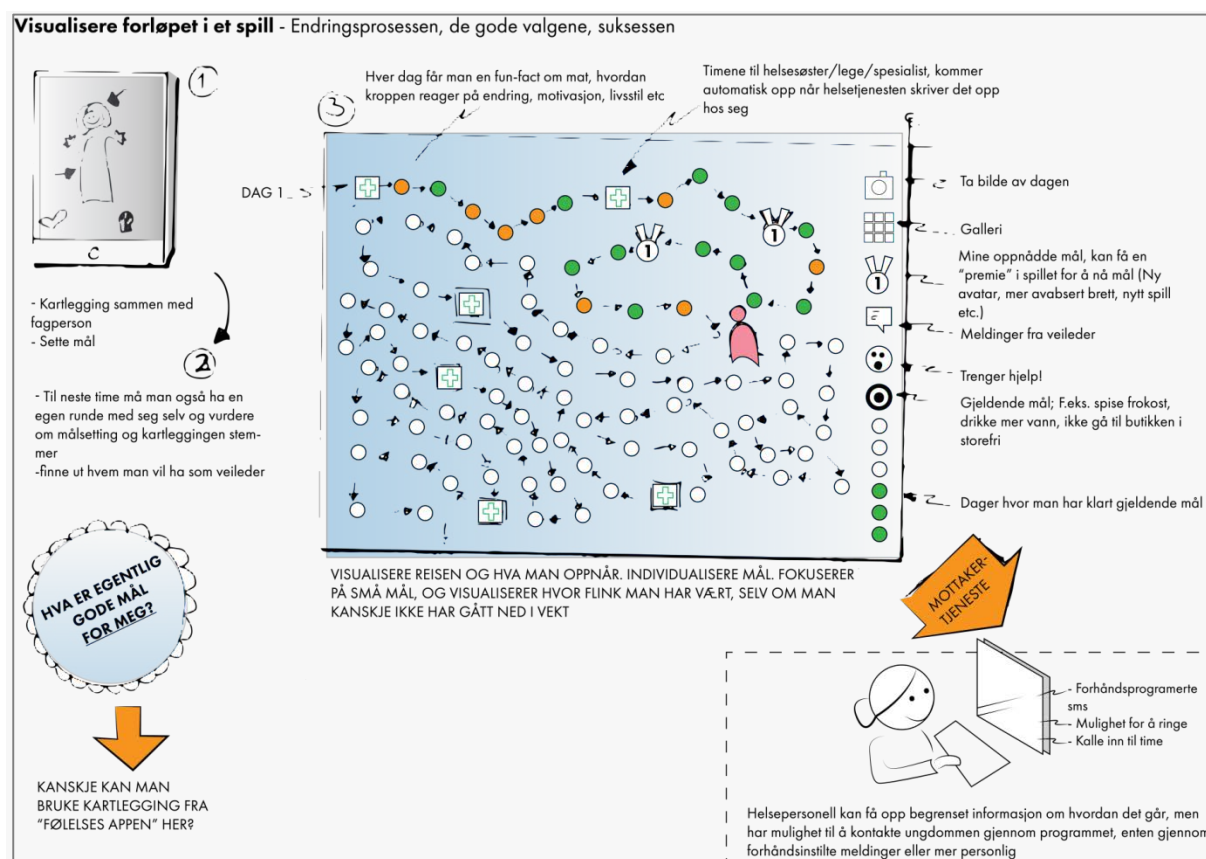 Visualisere forløpet i et spill - Endringsprosessen, de gode valgene, suksessen
1
- Kartlegging sammen med
fagperson
- Sette mål
2
- Til neste time må man også ha en
egen runde med seg selv og vurdere
om målsetting og kartleggingen stem-
mer
-finne ut hvem man vil ha som veileder
3
Hver dag får man en fun-fact om mat, hvordan
kroppen reager på endring, motivasjon, livsstil etc
Timene til helsesøster/lege/spesialist, kommer
automatisk opp når helsetjenesten skriver det opp
hos seg
DAG 1
1
1
1
Ta bilde av dagen
Galleri
Mine oppnådde mål, kan få en
“premie” i spillet for å nå mål (Ny
avatar, mer avabsert brett, nytt spill
etc.)
Meldinger fra veileder
Trenger hjelp!
Gjeldende mål; F.eks. spise frokost,
drikke mer vann, ikke gå til butikken i
storefri
Dager hvor man har klart gjeldende mål
VISUALISERE REISEN OG HVA MAN OPPNÅR. INDIVIDUALISERE MÅL. FOKUSERER
PÅ SMÅ MÅL, OG VISUALISERER HVOR FLINK MAN HAR VÆRT, SELV OM MAN
KANSKJE IKKE HAR GÅTT NED I VEKT
HVA ER EGENTLIG
GODE MÅL
FOR MEG?
KANSKJE KAN MAN
BRUKE KARTLEGGING FRA
“FØLELSES APPEN” HER?
MOTTAKER-
TJENESTE
- Forhåndsprogramerte
sms
- Mulighet for å ringe
- Kalle inn til time
Helsepersonell kan få opp begrenset informasjon om hvordan det går, men
har mulighet til å kontakte ungdommen gjennom programmet, enten gjennom
forhåndsinstilte meldinger eller mer personlig